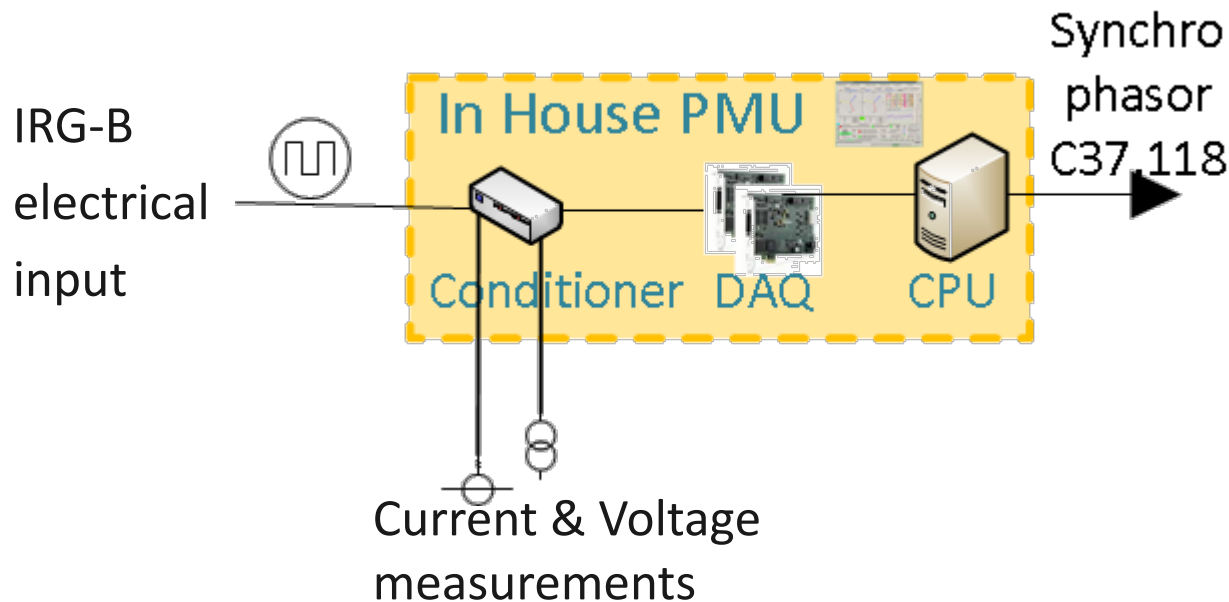 IRG-B
electrical
input
In House PMU
Conditioner
DAQ
CPU
Synchro
phasor
C37.118
Current & Voltage
measurements